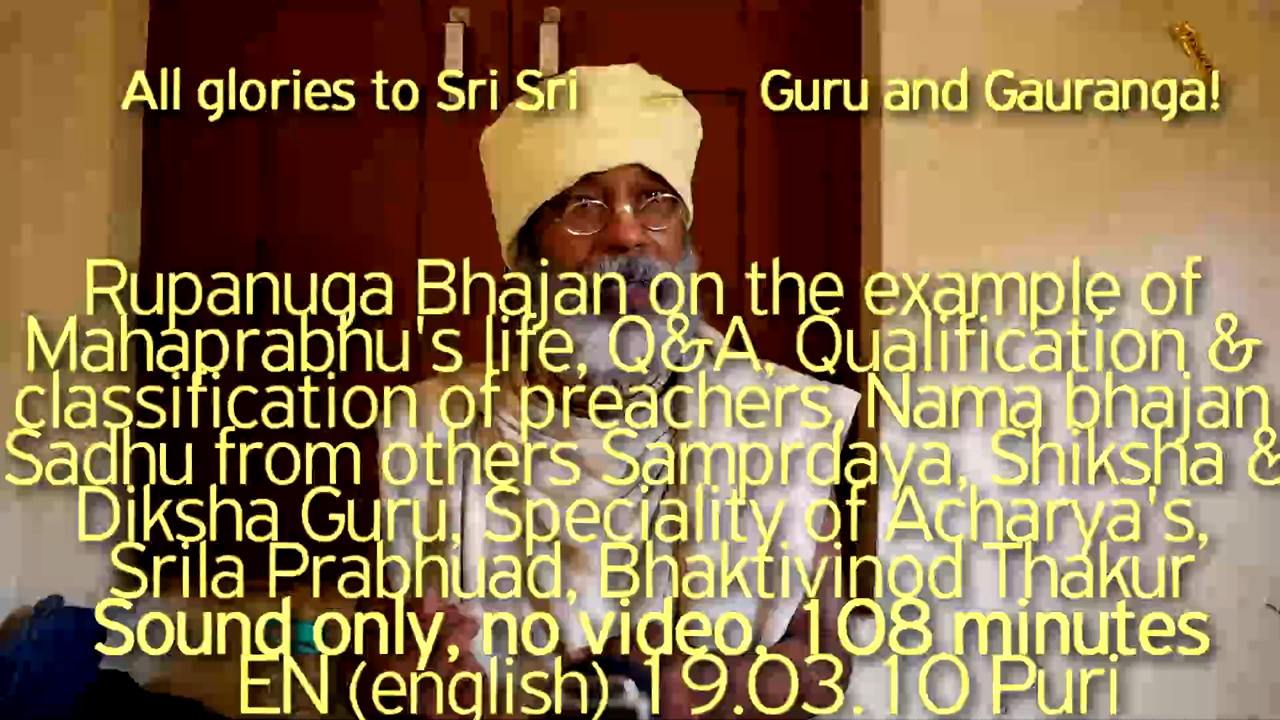 All glories to Sri Sri Guru and Gauranga!
Rupanuga Bhajan on the example of
Mahaprabhu's life, Q&A, Qualification &
classification of preachers, Nama bhajan,
Sadhu from others Samprdaya, Shiksha &
Diksha Guru, Speciality of Acharya's,
Srila Prabhuad, Bhaktivinod Thakur
Sound only, no video, 108 minutes
EN (english) 19.03.10 Puri